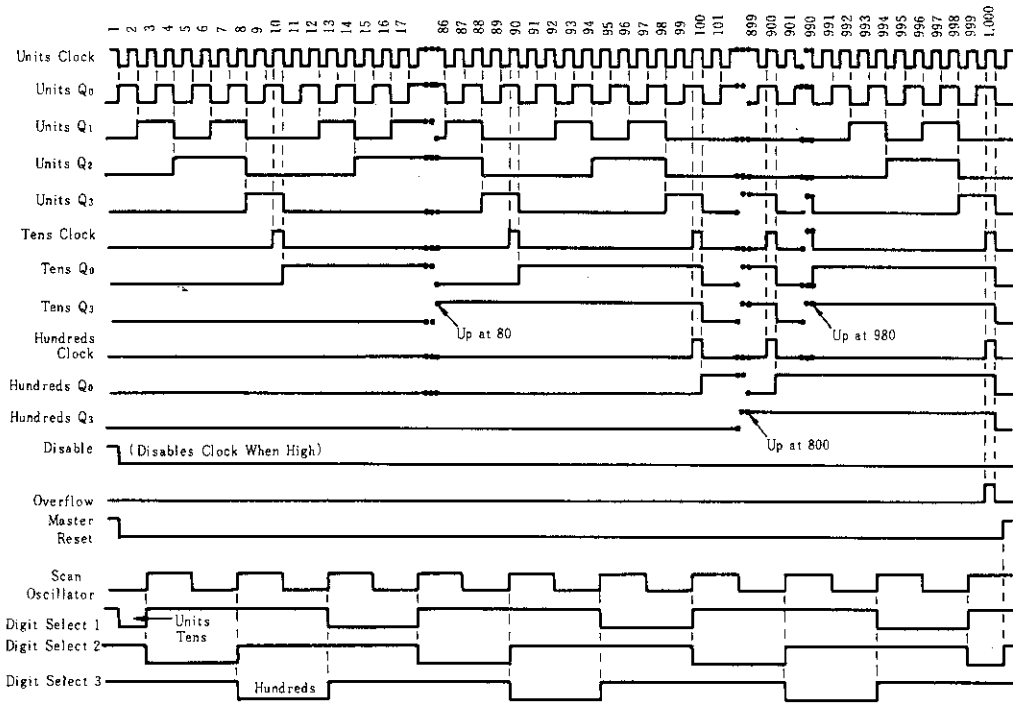 1 2 3 4 5 6 7 8 9 10 11 12 13 14 15 16 17 86 87 88 89 90 91 92 93 94 95 96 97 98 99 100 101 899 900 901 990 991 992 993 994 995 996 997 998 999 1,000
Units Clock
Units Q0
Units Q1
Units Q2
Units Q3
Tens Clock
Tens Q0
Tens Q3
Up at 80
Up at 980
Hundreds
Clock
Hundreds Q0
Hundreds Q3
Up at 800
Disable
(Disables Clock When High)
Overflow
Master
Reset
Scan
Oscillator
Digit Select 1
Units
Tens
Digit Select 2
Digit Select 3
Hundreds